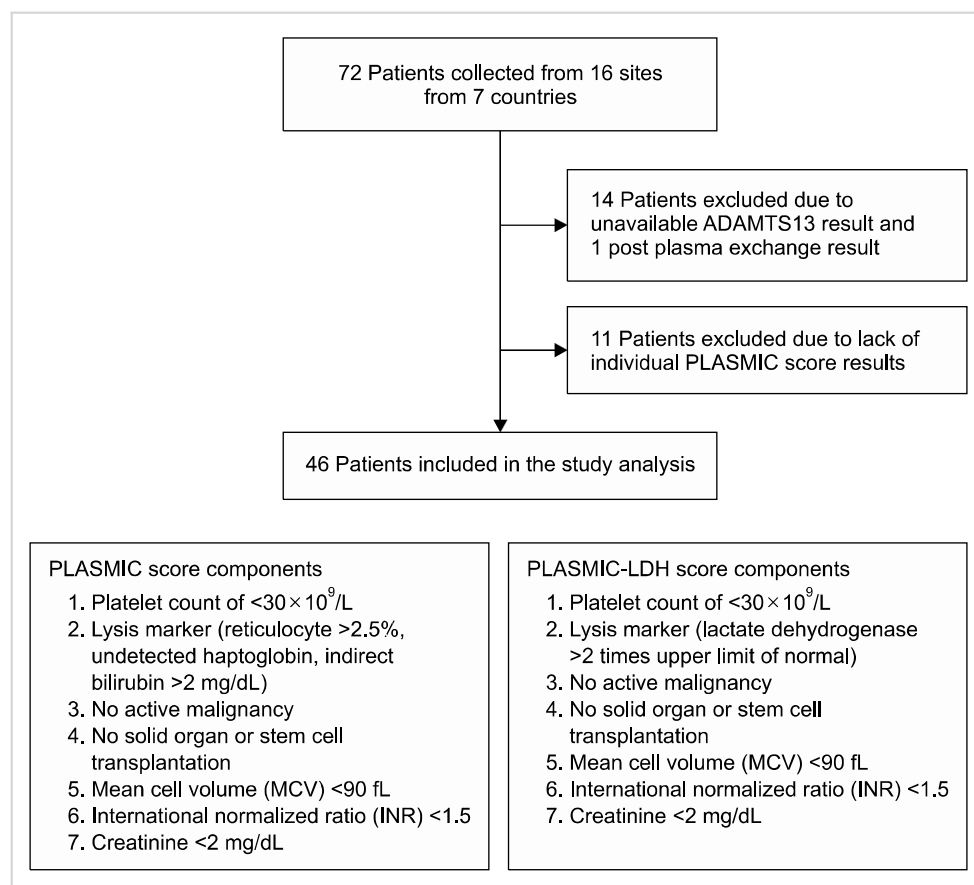 72 Patients collected from 16 sites
from 7 countries
14 Patients excluded due to
unavailable ADAMTS13 result and
1 post plasma exchange result
11 Patients excluded due to lack of
individual PLASMIC score results
46 Patients included in the study analysis
PLASMIC score components
1. Platelet count of <30×10⁹/L
2. Lysis marker (reticulocyte >2.5%,
undetected haptoglobin, indirect
bilirubin >2 mg/dL)
3. No active malignancy
4. No solid organ or stem cell
transplantation
5. Mean cell volume (MCV) <90 fL
6. International normalized ratio (INR) <1.5
7. Creatinine <2 mg/dL
PLASMIC-LDH score components
1. Platelet count of <30×10⁹/L
2. Lysis marker (lactate dehydrogenase
>2 times upper limit of normal)
3. No active malignancy
4. No solid organ or stem cell
transplantation
5. Mean cell volume (MCV) <90 fL
6. International normalized ratio (INR) <1.5
7. Creatinine <2 mg/dL